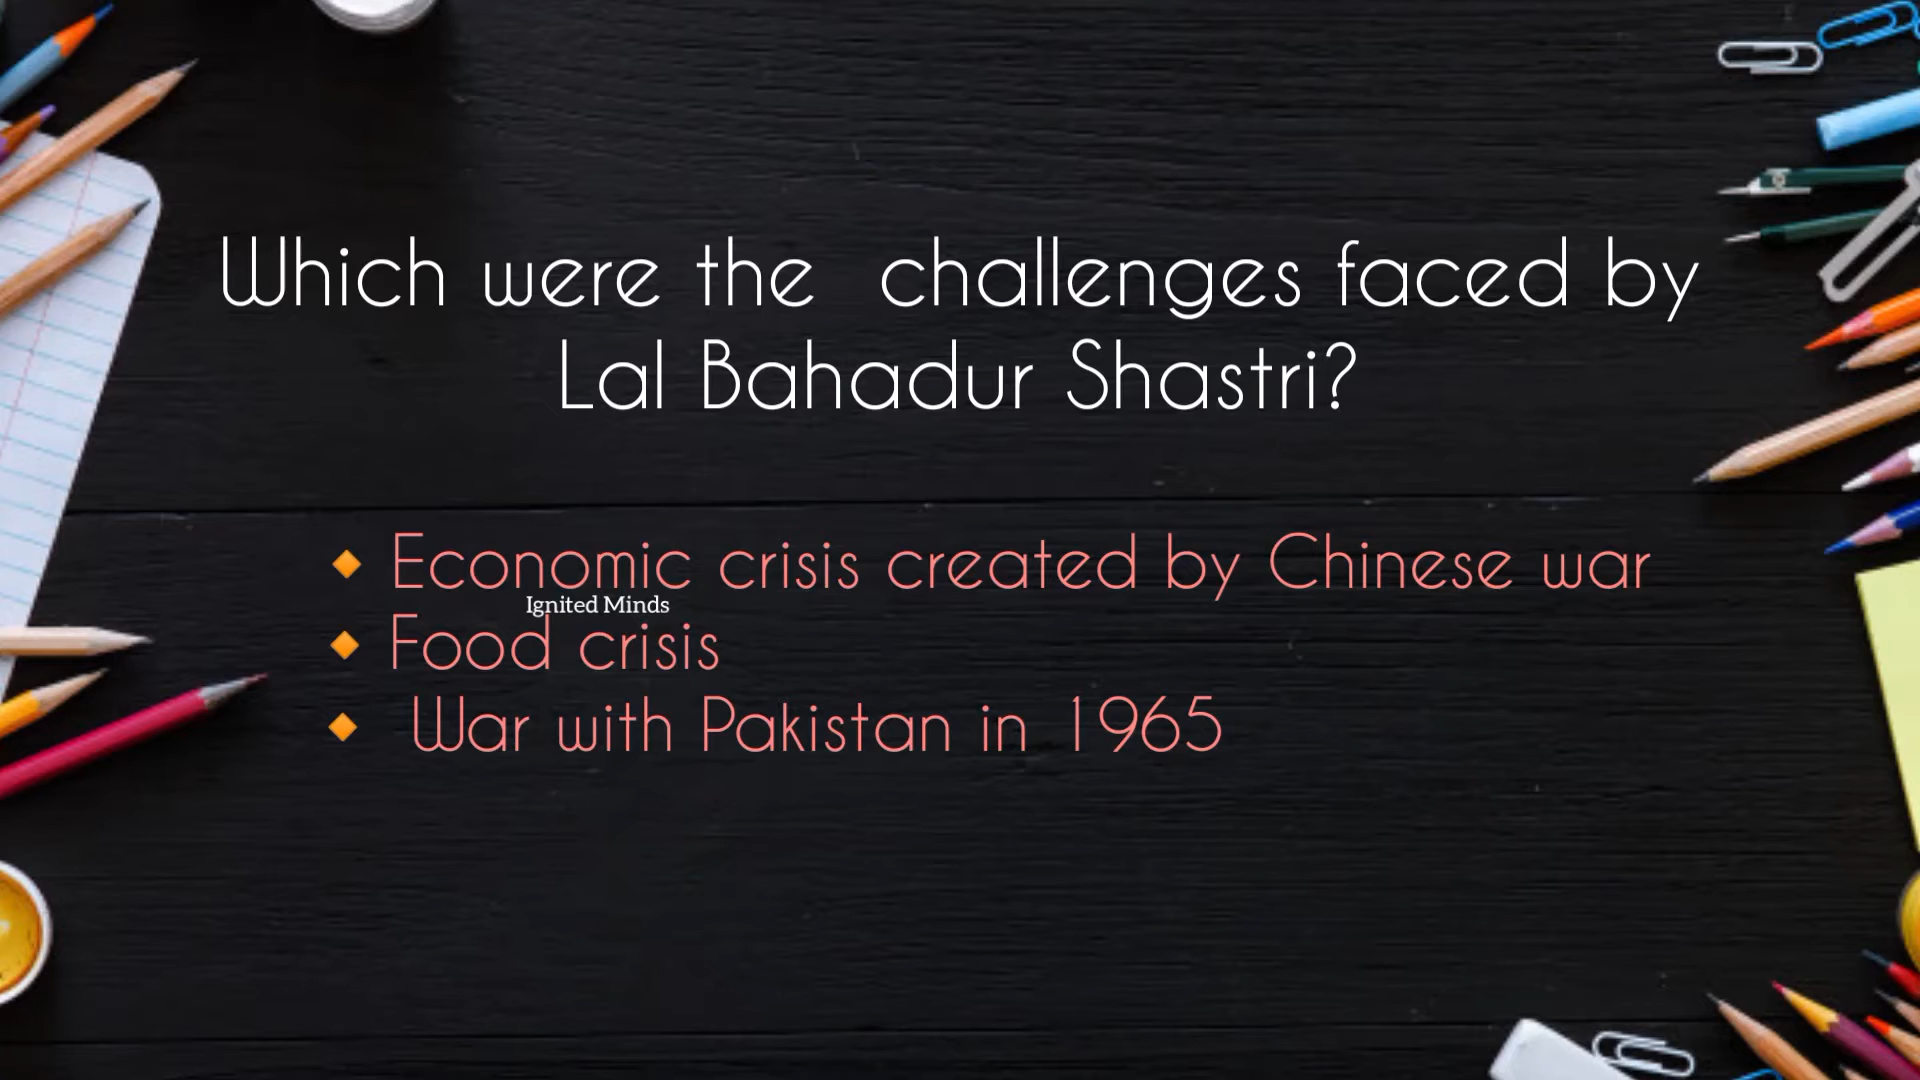 Which were the challenges faced by
Lal Bahadur Shastri?
🔸 Economic crisis created by Chinese war
Ignited Minds
🔸 Food crisis
🔸 War with Pakistan in 1965